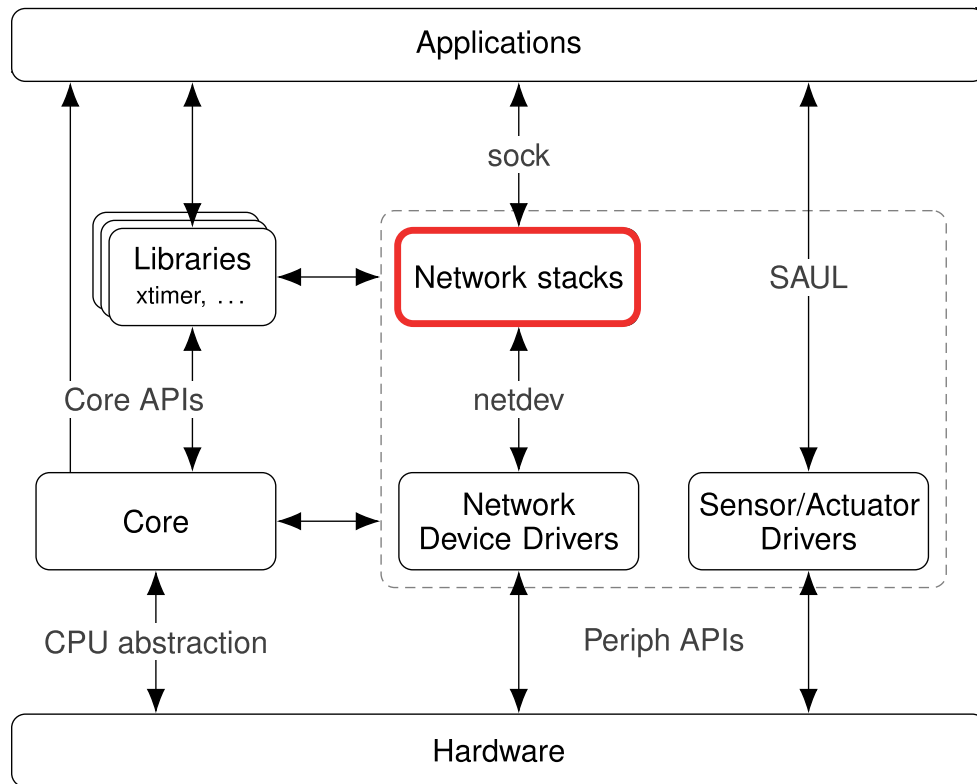 Applications
sock
Libraries
xtimer, ...
Network stacks
SAUL
Core APIs
netdev
Core
Network
Device Drivers
Sensor/Actuator
Drivers
CPU abstraction
Periph APIs
Hardware